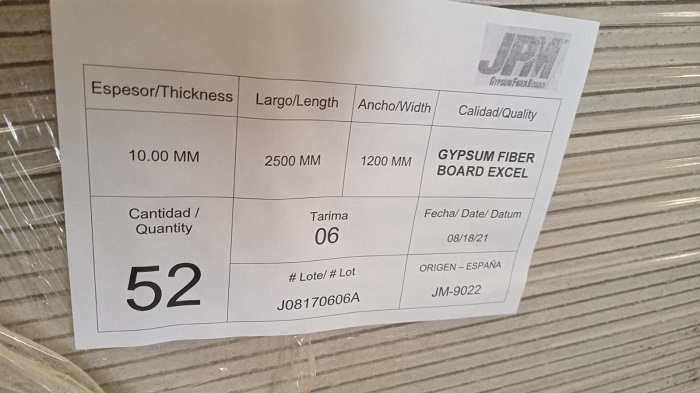 JPM
GYPSUM FIBER BOARD
Espesor/Thickness
Largo/Length
Ancho/Width
Calidad/Quality
10.00 MM
2500 MM
1200 MM
GYPSUM FIBER
BOARD EXCEL
Cantidad /
Quantity
52
Tarima
06
Fecha/ Date/ Datum
08/18/21
# Lote/ # Lot
J08170606A
ORIGEN – ESPAÑA
JM-9022